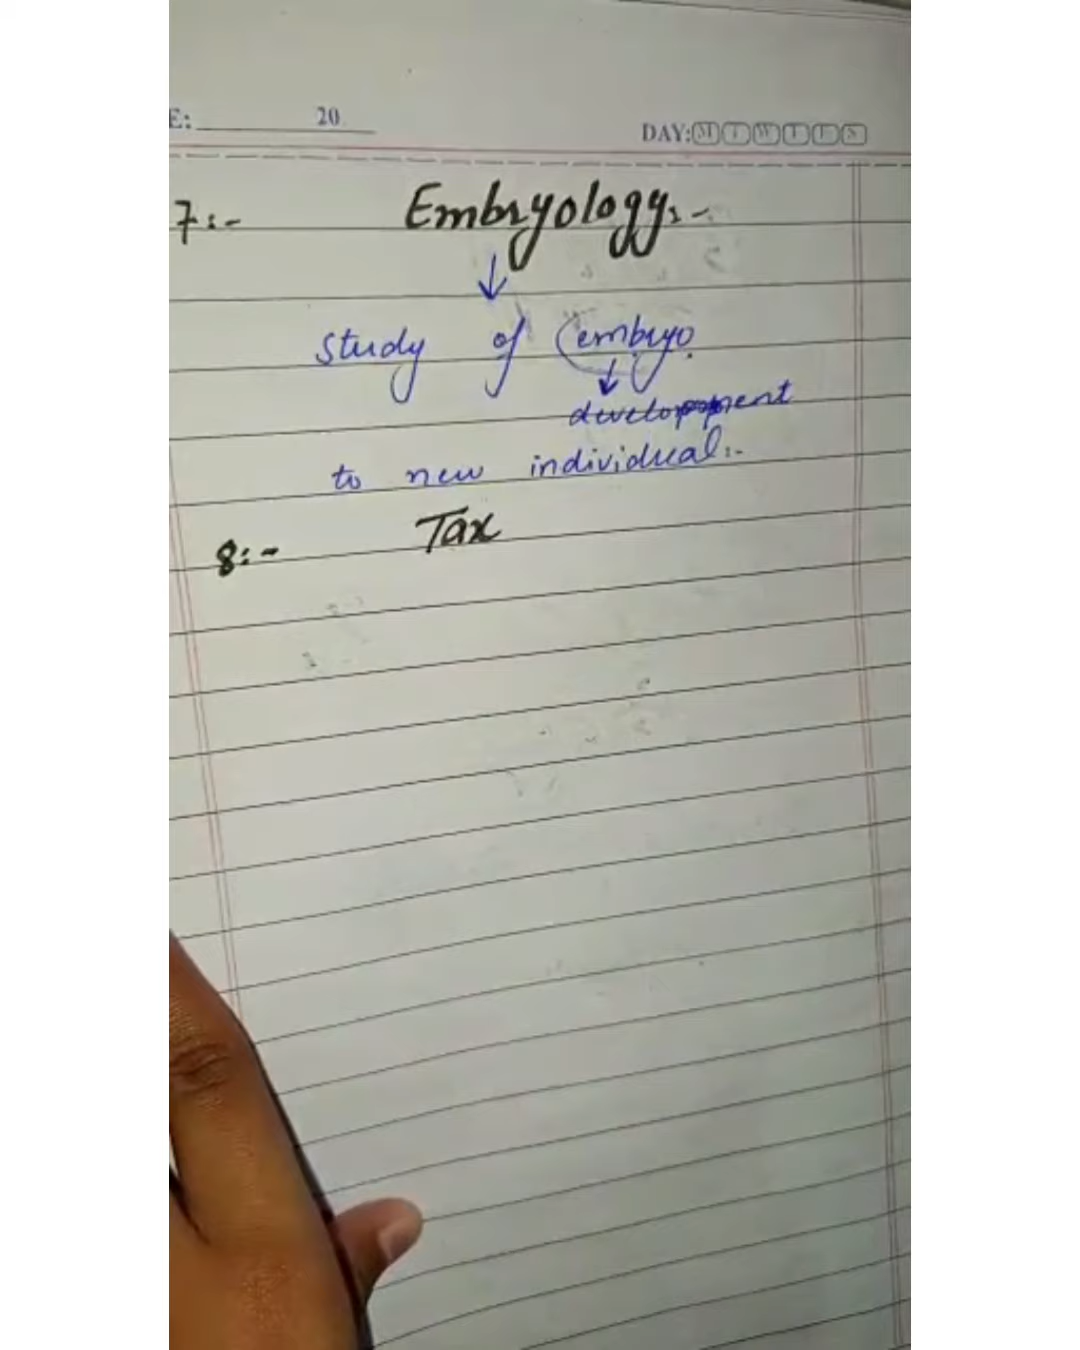 E: 20
DAY: M T W T F S
7:- Embryology:-
↓
study of (embryo.
↓
development
to new individual:-
8:- Tax